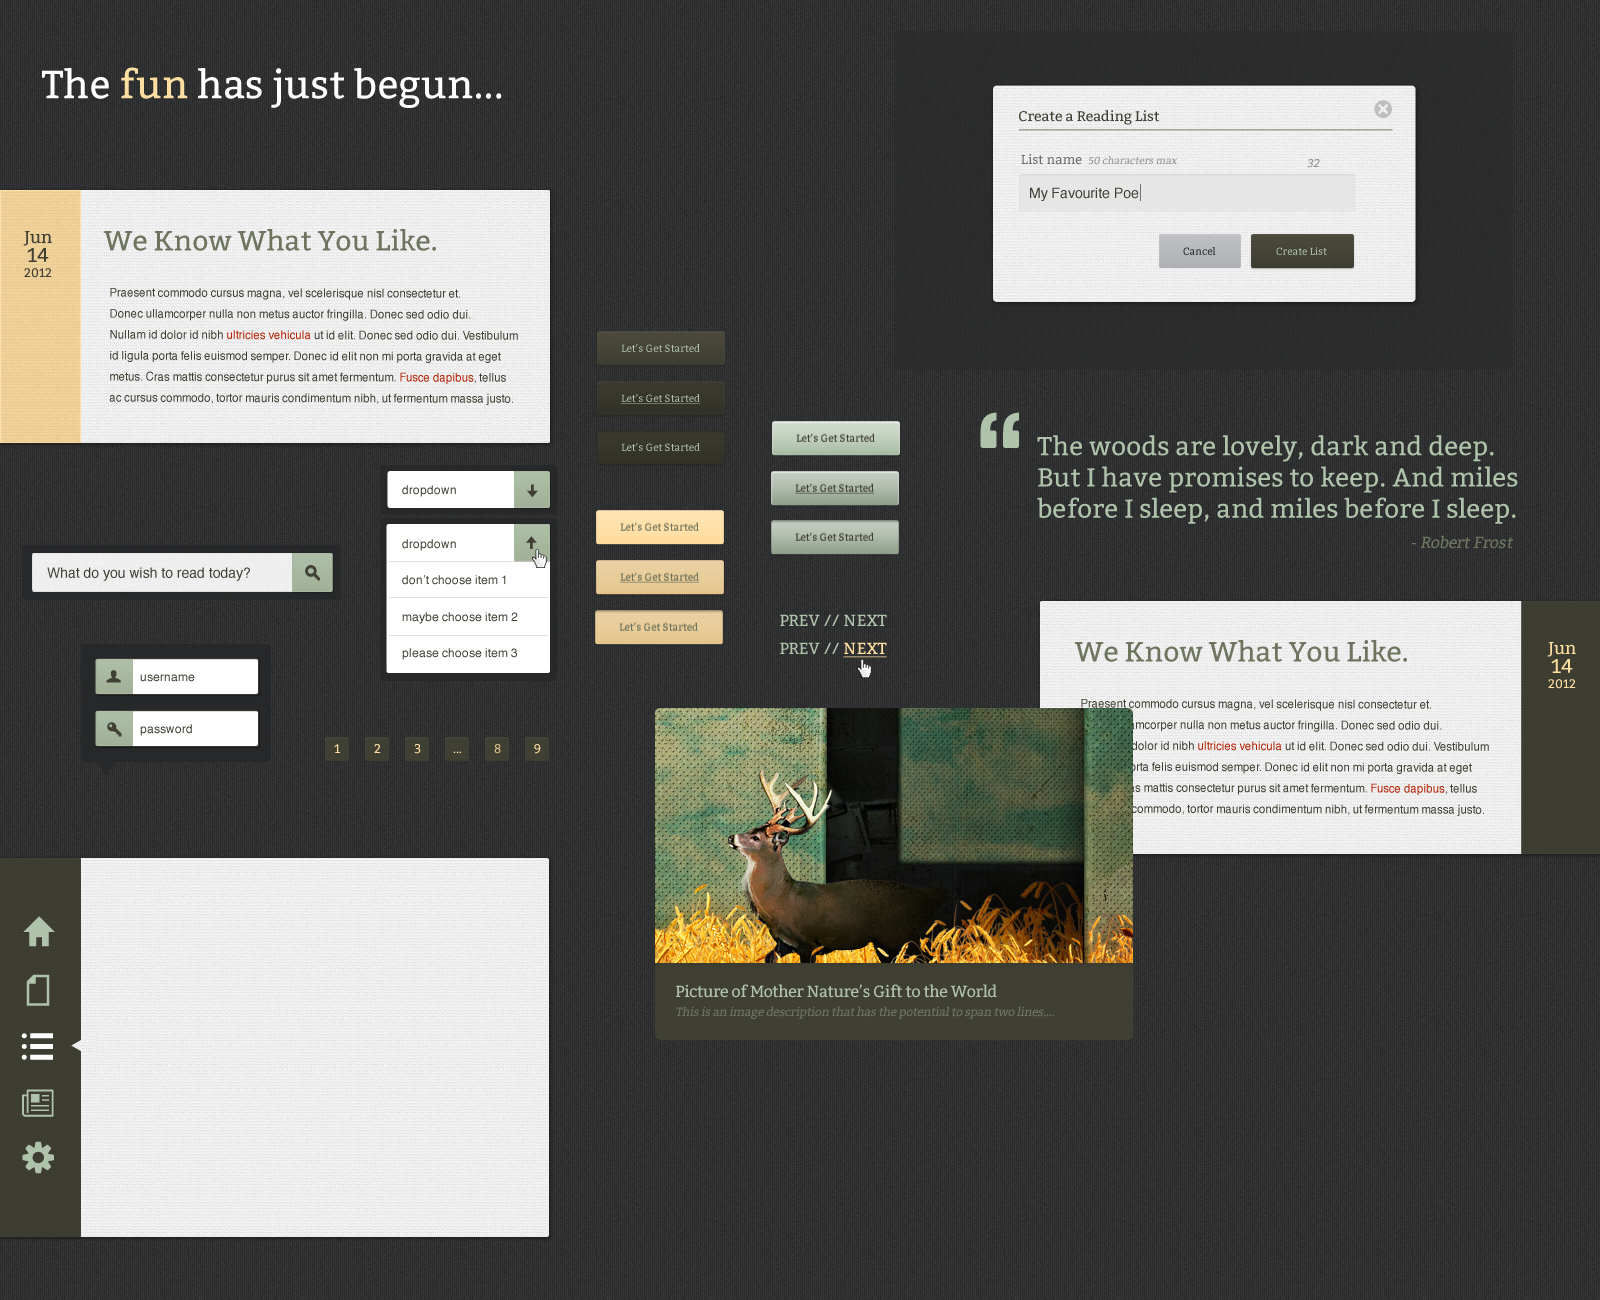 The fun has just begun...
Create a Reading List
List name 50 characters max 32
My Favourite Poe
Cancel
Create List
Jun
14
2012
We Know What You Like.
Praesent commodo cursus magna, vel scelerisque nisl consectetur et.
Donec ullamcorper nulla non metus auctor fringilla. Donec sed odio dui.
Nullam id dolor id nibh ultricies vehicula ut id elit. Donec sed odio dui. Vestibulum
id ligula porta felis euismod semper. Donec id elit non mi porta gravida at eget
metus. Cras mattis consectetur purus sit amet fermentum. Fusce dapibus, tellus
ac cursus commodo, tortor mauris condimentum nibh, ut fermentum massa justo.
Let's Get Started
Let's Get Started
Let's Get Started
Let's Get Started
Let's Get Started
Let's Get Started
Let's Get Started
Let's Get Started
Let's Get Started
“
The woods are lovely, dark and deep.
But I have promises to keep. And miles
before I sleep, and miles before I sleep.
- Robert Frost
dropdown
dropdown
don't choose item 1
maybe choose item 2
please choose item 3
What do you wish to read today?
username
password
1 2 3 ... 8 9
PREV // NEXT
PREV // NEXT
We Know What You Like.
Jun
14
2012
Praesent commodo cursus magna, vel scelerisque nisl consectetur et.
mcorper nulla non metus auctor fringilla. Donec sed odio dui.
dolor id nibh ultricies vehicula ut id elit. Donec sed odio dui. Vestibulum
rta felis euismod semper. Donec id elit non mi porta gravida at eget
as mattis consectetur purus sit amet fermentum. Fusce dapibus, tellus
commodo, tortor mauris condimentum nibh, ut fermentum massa justo.
Picture of Mother Nature's Gift to the World
This is an image description that has the potential to span two lines....